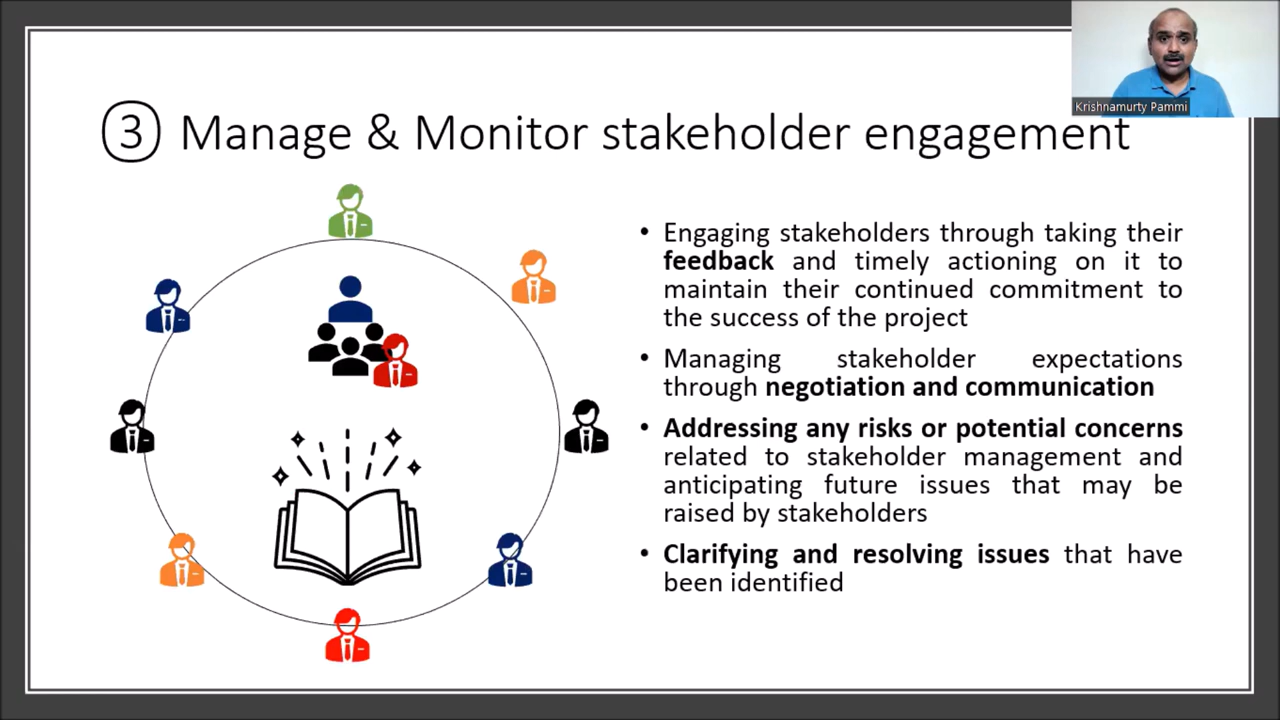 Krishnamurty Pammi
3 Manage & Monitor stakeholder engagement
• Engaging stakeholders through taking their
feedback and timely actioning on it to
maintain their continued commitment to
the success of the project
• Managing stakeholder expectations
through negotiation and communication
• Addressing any risks or potential concerns
related to stakeholder management and
anticipating future issues that may be
raised by stakeholders
• Clarifying and resolving issues that have
been identified